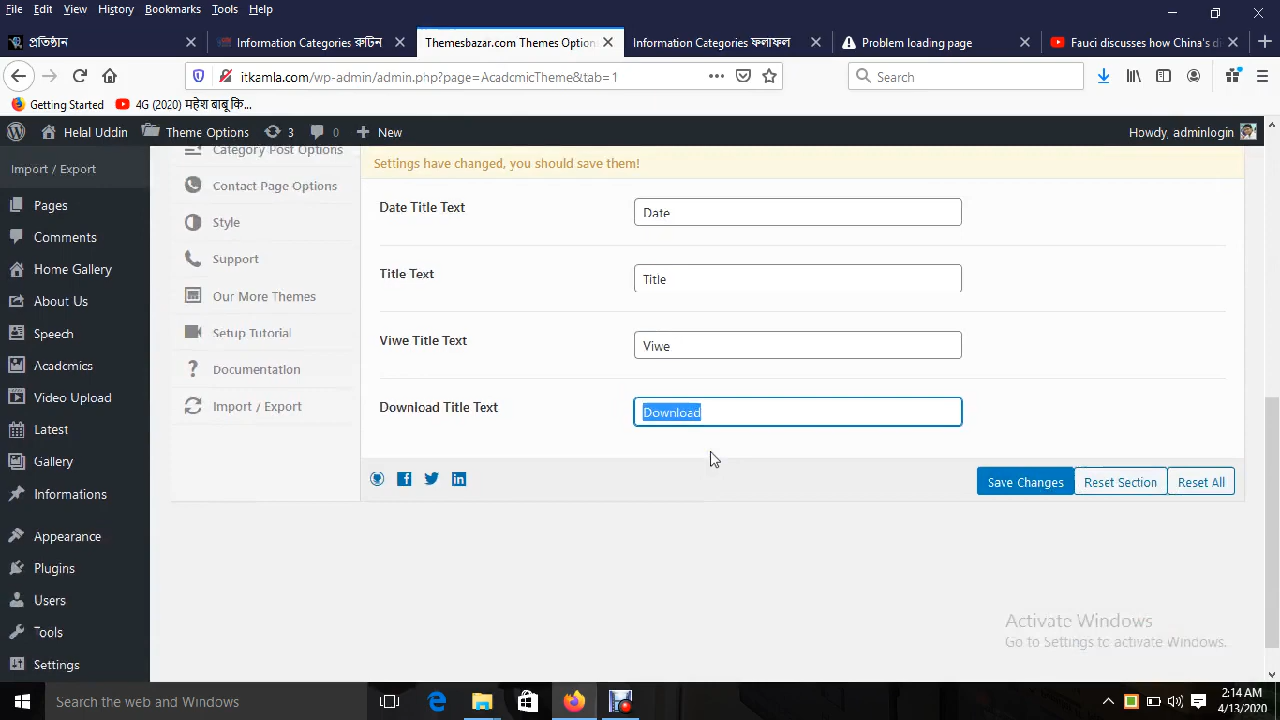 File Edit View History Bookmarks Tools Help
প্রতিষ্ঠান
Information Categories রুটিন
Themesbazar.com Themes Option
Information Categories ফলাফল
Problem loading page
Fauci discusses how China's di
itkamla.com/wp-admin/admin.php?page=AcadcmicTheme&tab=1
Search
Getting Started
4G (2020) महेश बाबू कि...
Helal Uddin
Theme Options
3
0
New
Howdy, adminlogin
Import / Export
Pages
Comments
Home Gallery
About Us
Speech
Acadmics
Video Upload
Latest
Gallery
Informations
Appearance
Plugins
Users
Tools
Settings
Category Post Options
Contact Page Options
Style
Support
Our More Themes
Setup Tutorial
Documentation
Import / Export
Settings have changed, you should save them!
Date Title Text
Date
Title Text
Title
Viwe Title Text
Viwe
Download Title Text
Download
Save Changes
Reset Section
Reset All
Activate Windows
Go to Settings to activate Windows.
Search the web and Windows
2:14 AM
4/13/2020